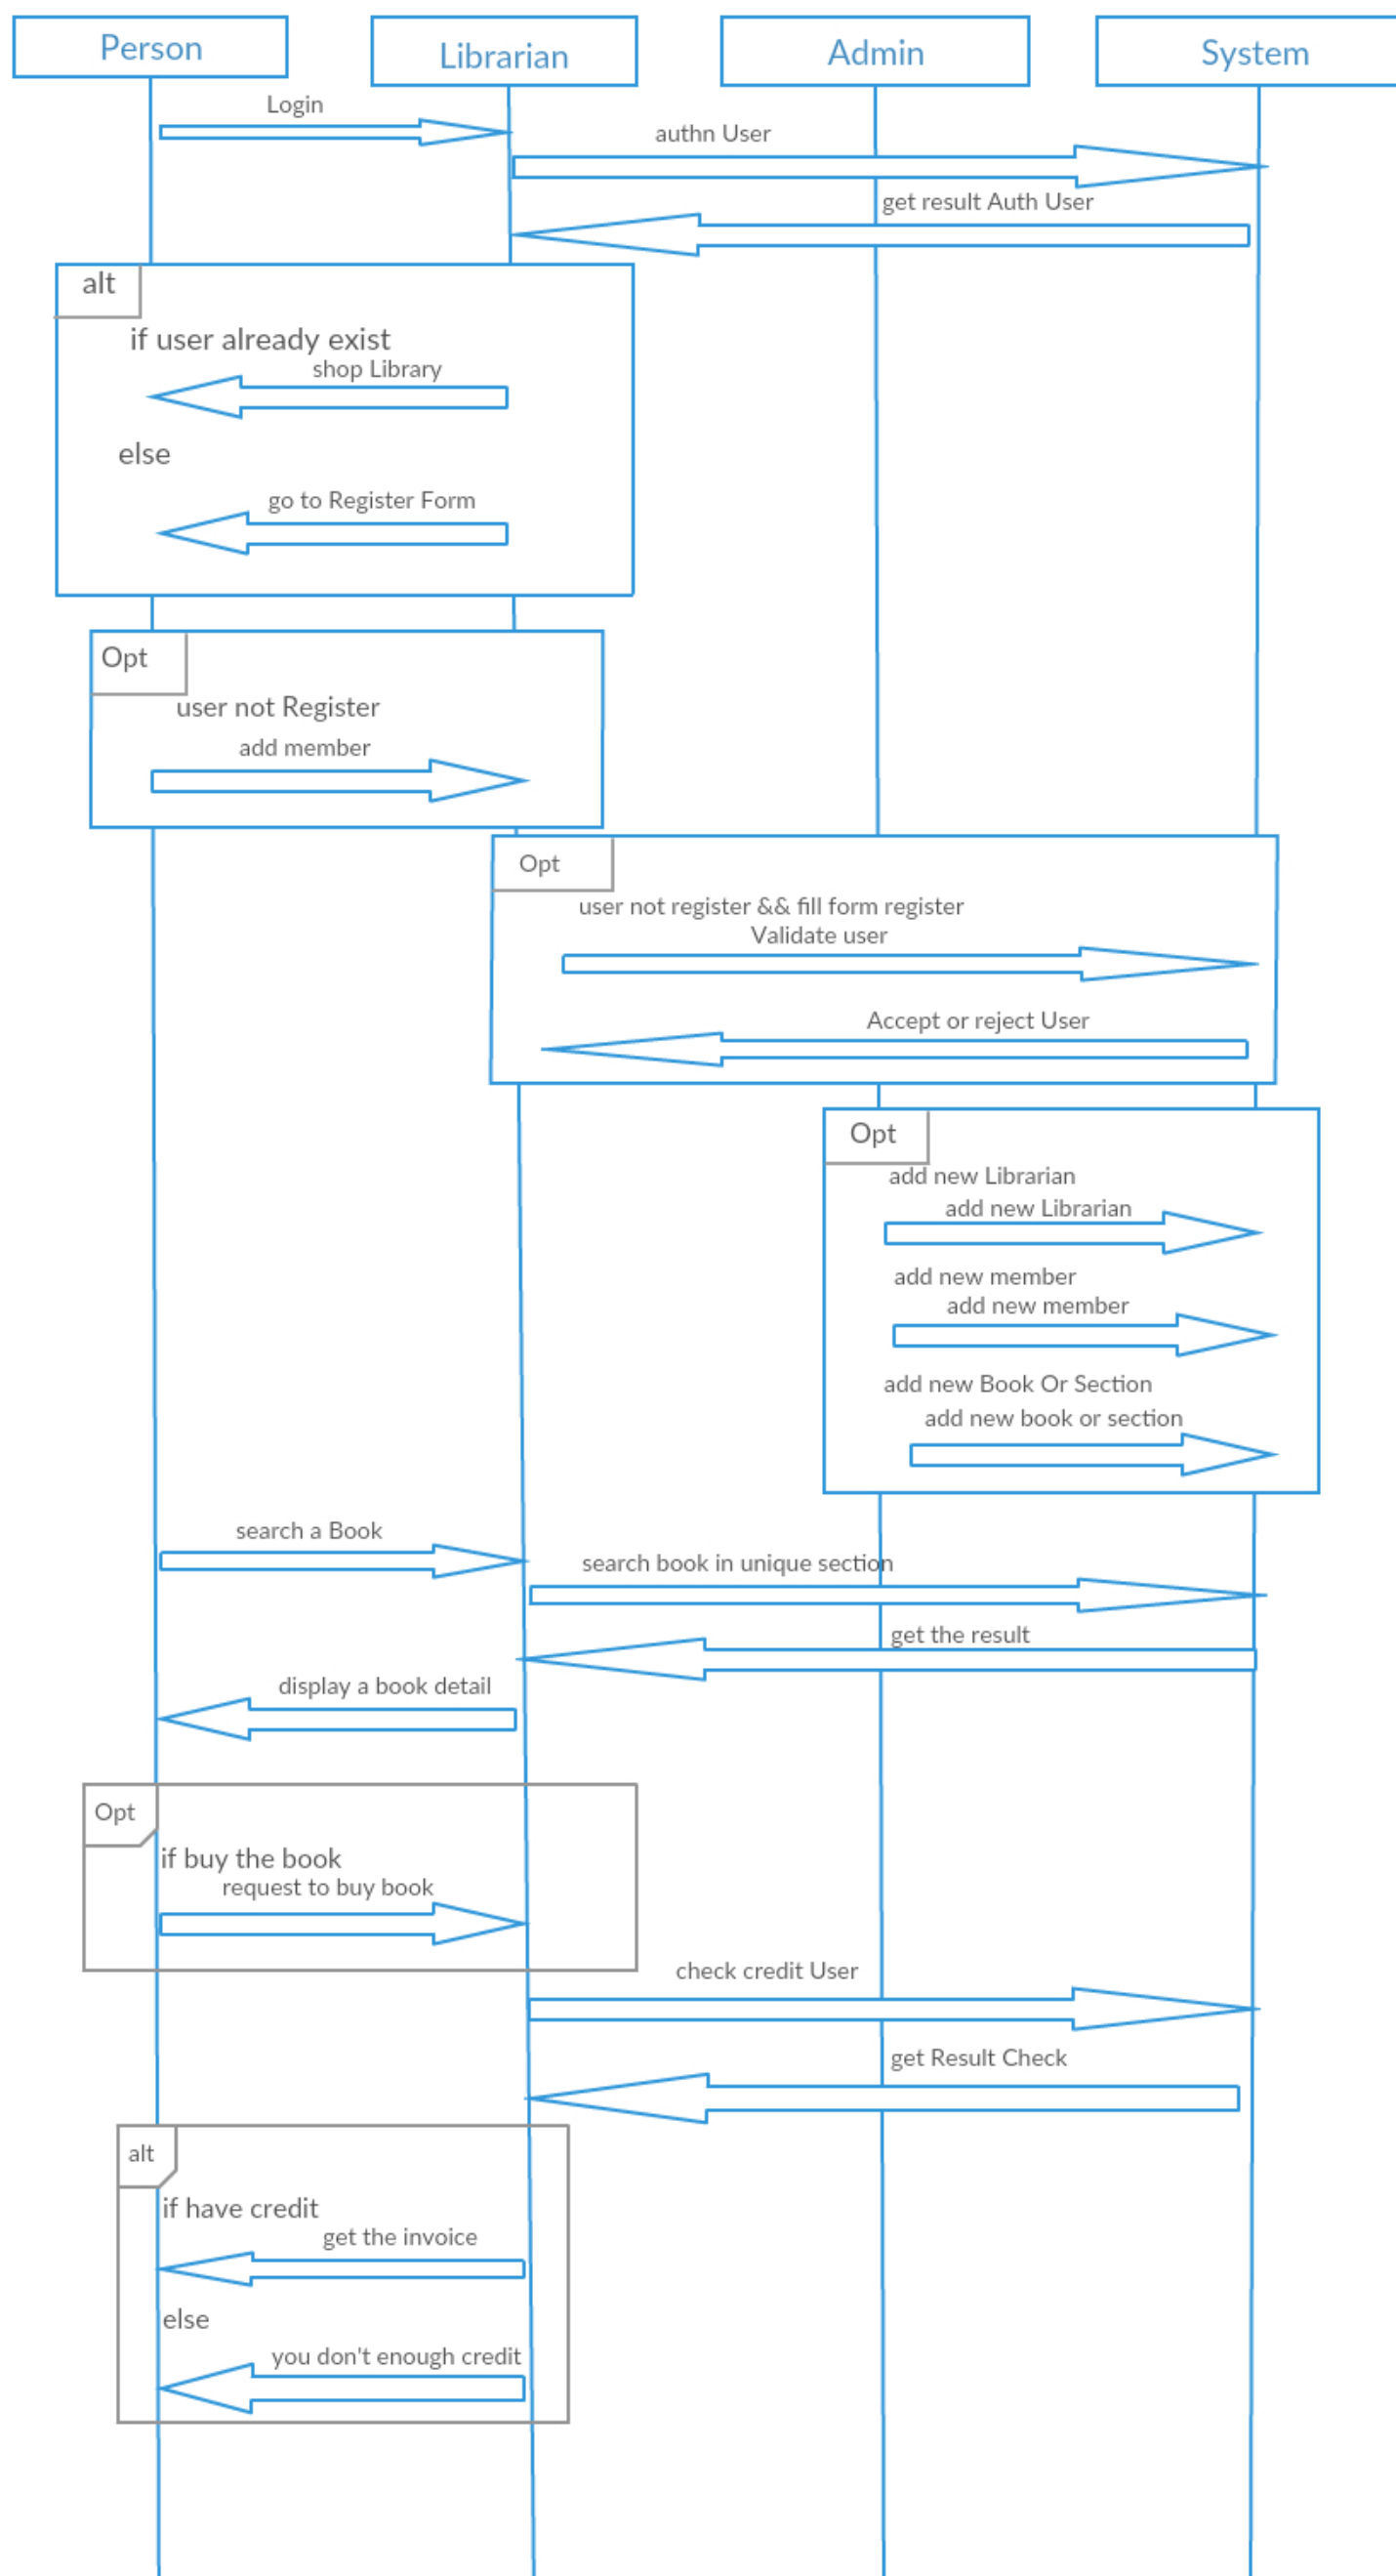 Person
Librarian
Admin
System
Login
authn User
get result Auth User
alt
if user already exist
shop Library
else
go to Register Form
Opt
user not Register
add member
Opt
user not register && fill form register
Validate user
Accept or reject User
Opt
add new Librarian
add new Librarian
add new member
add new member
add new Book Or Section
add new book or section
search a Book
search book in unique section
get the result
display a book detail
Opt
if buy the book
request to buy book
check credit User
get Result Check
alt
if have credit
get the invoice
else
you don't enough credit